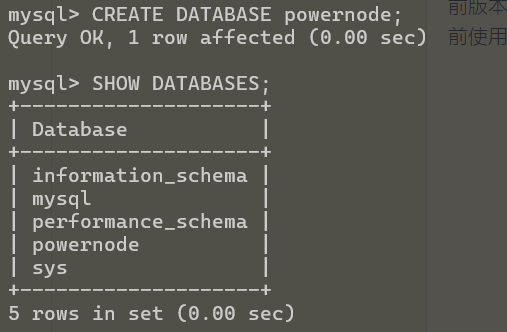 mysql> CREATE DATABASE powernode;
Query OK, 1 row affected (0.00 sec)
mysql> SHOW DATABASES;
+--------------------+
| Database           |
+--------------------+
| information_schema |
| mysql              |
| performance_schema |
| powernode          |
| sys                |
+--------------------+
5 rows in set (0.00 sec)
前版本
前使用